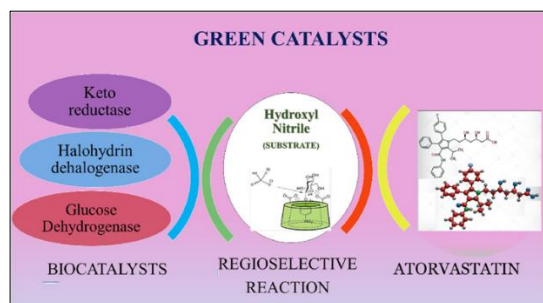 GREEN CATALYSTS
Keto
reductase
Halohydrin
dehalogenase
Glucose
Dehydrogenase
BIOCATALYSTS
Hydroxyl
Nitrile
(SUBSTRATE)
REGIOSELECTIVE
REACTION
ATORVASTATIN